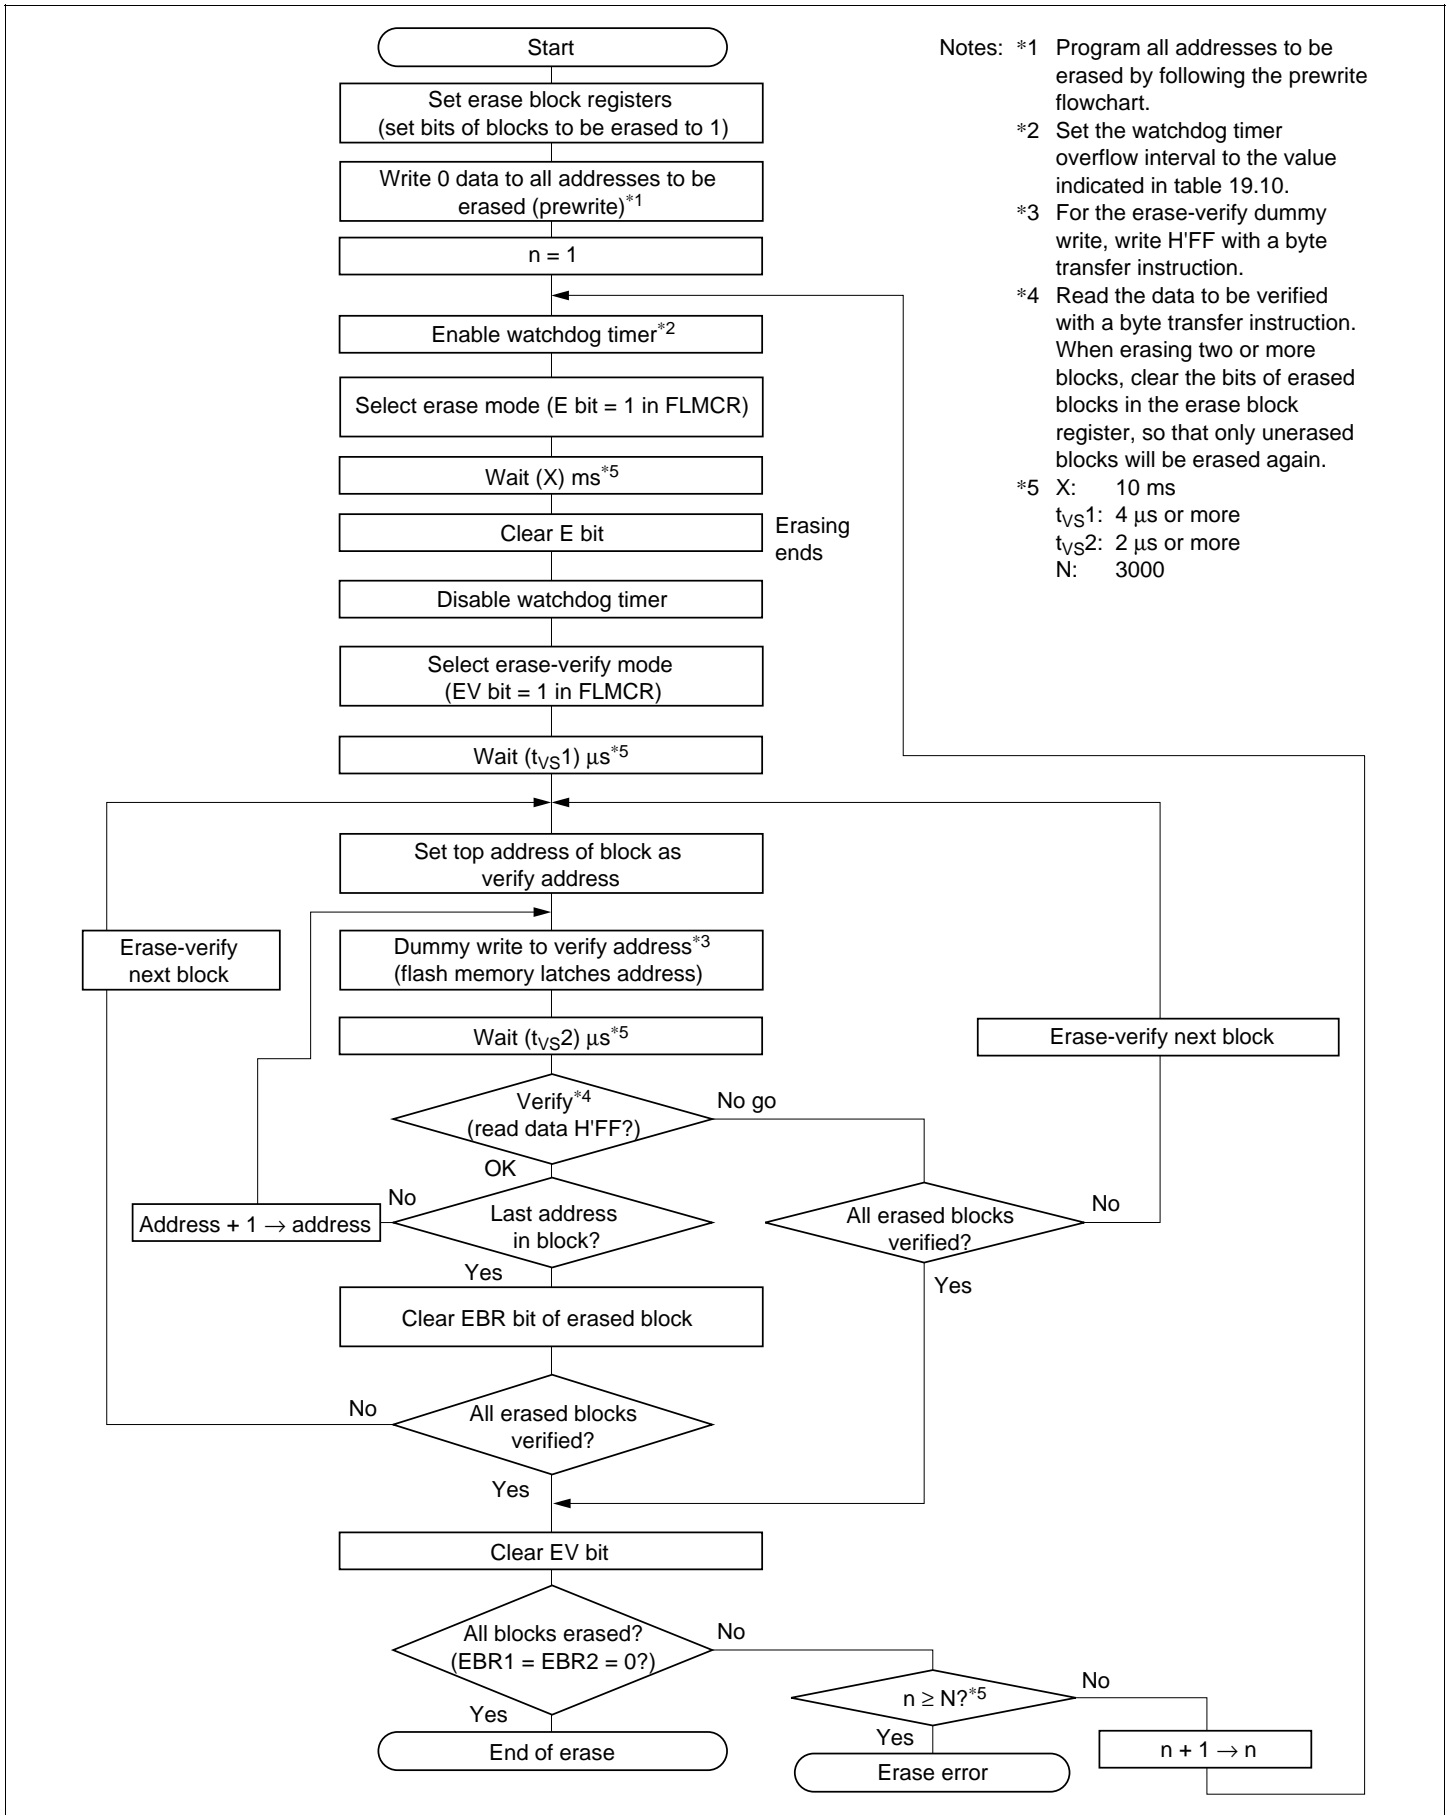 Start
Set erase block registers
(set bits of blocks to be erased to 1)
Write 0 data to all addresses to be
erased (prewrite)*1
n = 1
Enable watchdog timer*2
Select erase mode (E bit = 1 in FLMCR)
Wait (X) ms*5
Clear E bit
Erasing
ends
Disable watchdog timer
Select erase-verify mode
(EV bit = 1 in FLMCR)
Wait (tVS1) μs*5
Set top address of block as
verify address
Erase-verify
next block
Dummy write to verify address*3
(flash memory latches address)
Wait (tVS2) μs*5
Erase-verify next block
Verify*4
(read data H'FF?)
No go
OK
No
Address + 1 → address
Last address
in block?
All erased blocks
verified?
No
Yes
Yes
Clear EBR bit of erased block
No
All erased blocks
verified?
Yes
Clear EV bit
All blocks erased?
(EBR1 = EBR2 = 0?)
No
n ≥ N?*5
No
Yes
Yes
End of erase
Erase error
n + 1 → n
Notes: *1 Program all addresses to be
erased by following the prewrite
flowchart.
*2 Set the watchdog timer
overflow interval to the value
indicated in table 19.10.
*3 For the erase-verify dummy
write, write H'FF with a byte
transfer instruction.
*4 Read the data to be verified
with a byte transfer instruction.
When erasing two or more
blocks, clear the bits of erased
blocks in the erase block
register, so that only unerased
blocks will be erased again.
*5 X: 10 ms
tVS1: 4 μs or more
tVS2: 2 μs or more
N: 3000